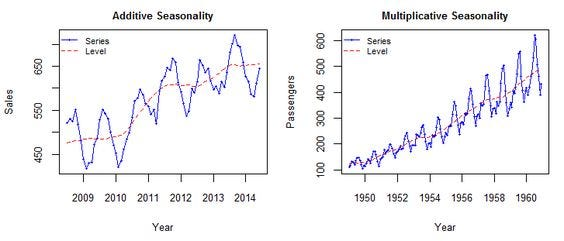 Additive Seasonality
Series
Level
Sales
650
550
450
2009 2010 2011 2012 2013 2014
Year
Multiplicative Seasonality
Series
Level
Passengers
600
500
400
300
200
100
1950 1952 1954 1956 1958 1960
Year